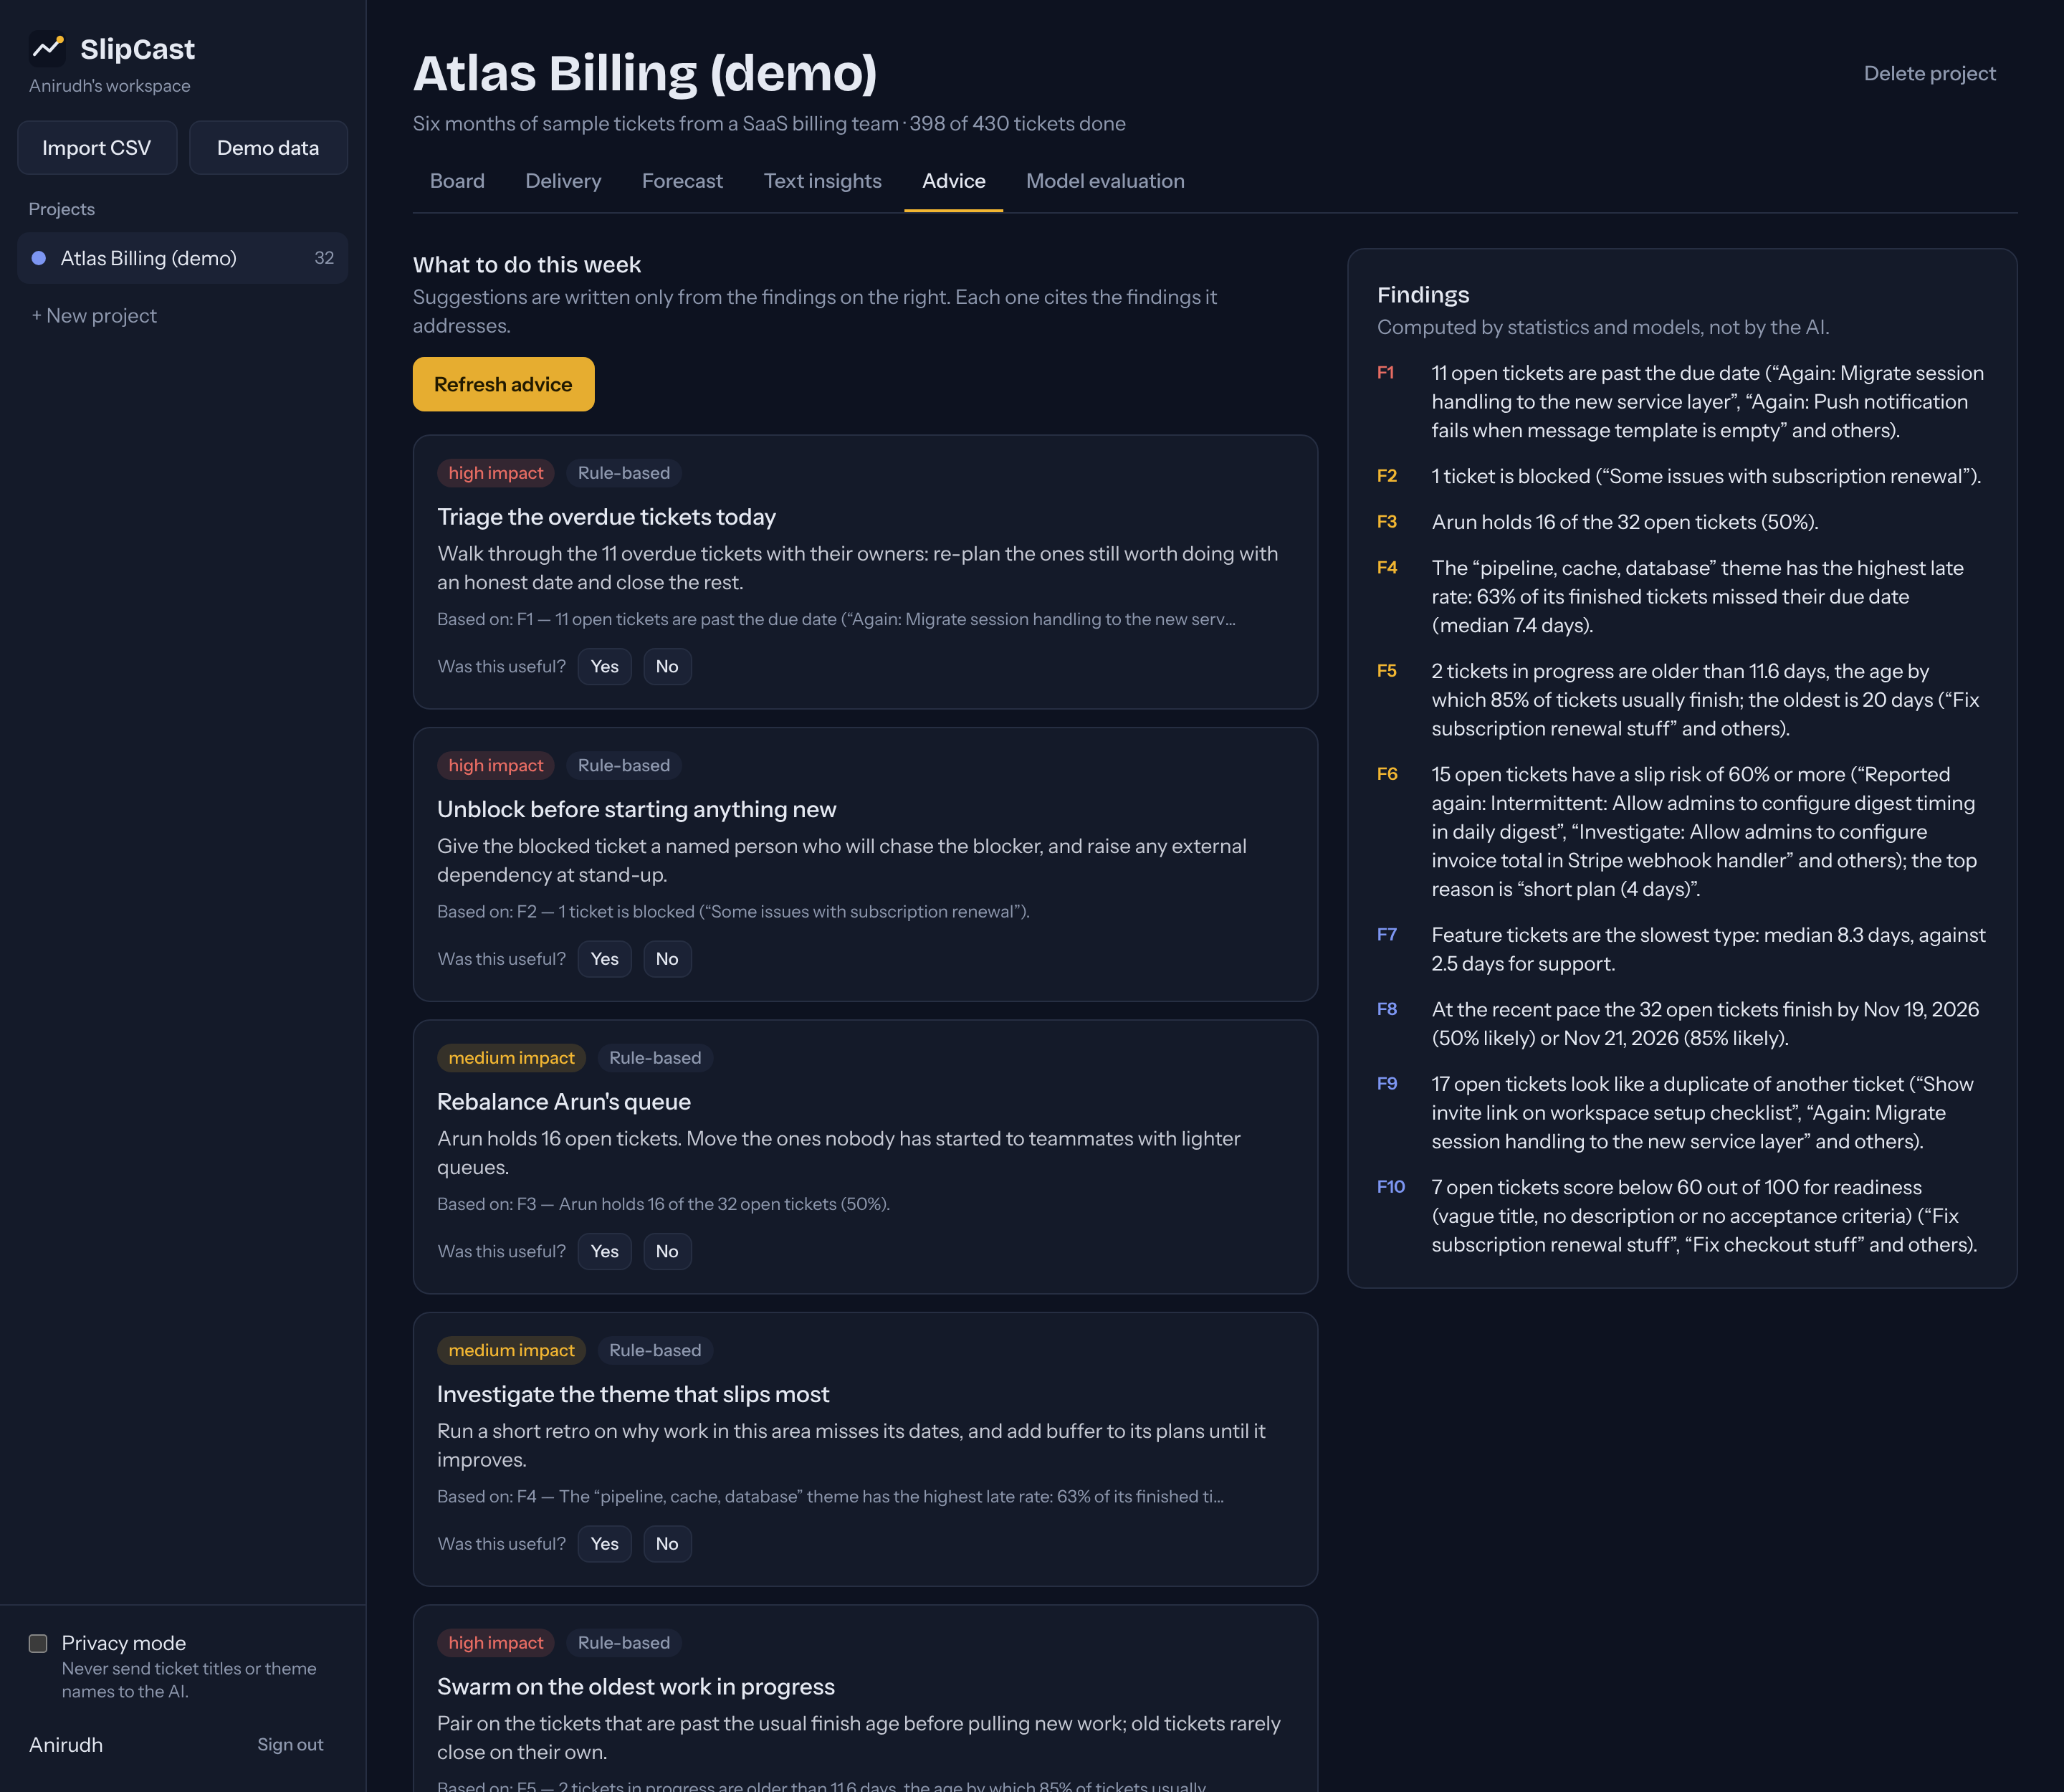 SlipCast
Anirudh's workspace
Import CSV
Demo data
Projects
Atlas Billing (demo)
32
+ New project
Privacy mode
Never send ticket titles or theme
names to the AI.
Anirudh
Sign out
Atlas Billing (demo)
Delete project
Six months of sample tickets from a SaaS billing team · 398 of 430 tickets done
Board
Delivery
Forecast
Text insights
Advice
Model evaluation
What to do this week
Suggestions are written only from the findings on the right. Each one cites the findings it
addresses.
Refresh advice
high impact
Rule-based
Triage the overdue tickets today
Walk through the 11 overdue tickets with their owners: re-plan the ones still worth doing with
an honest date and close the rest.
Based on: F1 — 11 open tickets are past the due date (“Again: Migrate session handling to the new serv…
Was this useful?
Yes
No
high impact
Rule-based
Unblock before starting anything new
Give the blocked ticket a named person who will chase the blocker, and raise any external
dependency at stand-up.
Based on: F2 — 1 ticket is blocked (“Some issues with subscription renewal”).
Was this useful?
Yes
No
medium impact
Rule-based
Rebalance Arun's queue
Arun holds 16 open tickets. Move the ones nobody has started to teammates with lighter
queues.
Based on: F3 — Arun holds 16 of the 32 open tickets (50%).
Was this useful?
Yes
No
medium impact
Rule-based
Investigate the theme that slips most
Run a short retro on why work in this area misses its dates, and add buffer to its plans until it
improves.
Based on: F4 — The “pipeline, cache, database” theme has the highest late rate: 63% of its finished ti…
Was this useful?
Yes
No
high impact
Rule-based
Swarm on the oldest work in progress
Pair on the tickets that are past the usual finish age before pulling new work; old tickets rarely
close on their own.
Based on: F5 — 2 tickets in progress are older than 11.6 days, the age by which 85% of tickets usually
Findings
Computed by statistics and models, not by the AI.
F1
11 open tickets are past the due date (“Again: Migrate session
handling to the new service layer”, “Again: Push notification
fails when message template is empty” and others).
F2
1 ticket is blocked (“Some issues with subscription renewal”).
F3
Arun holds 16 of the 32 open tickets (50%).
F4
The “pipeline, cache, database” theme has the highest late
rate: 63% of its finished tickets missed their due date
(median 7.4 days).
F5
2 tickets in progress are older than 11.6 days, the age by
which 85% of tickets usually finish; the oldest is 20 days (“Fix
subscription renewal stuff” and others).
F6
15 open tickets have a slip risk of 60% or more (“Reported
again: Intermittent: Allow admins to configure digest timing
in daily digest”, “Investigate: Allow admins to configure
invoice total in Stripe webhook handler” and others); the top
reason is “short plan (4 days)”.
F7
Feature tickets are the slowest type: median 8.3 days, against
2.5 days for support.
F8
At the recent pace the 32 open tickets finish by Nov 19, 2026
(50% likely) or Nov 21, 2026 (85% likely).
F9
17 open tickets look like a duplicate of another ticket (“Show
invite link on workspace setup checklist”, “Again: Migrate
session handling to the new service layer” and others).
F10
7 open tickets score below 60 out of 100 for readiness
(vague title, no description or no acceptance criteria) (“Fix
subscription renewal stuff”, “Fix checkout stuff” and others).